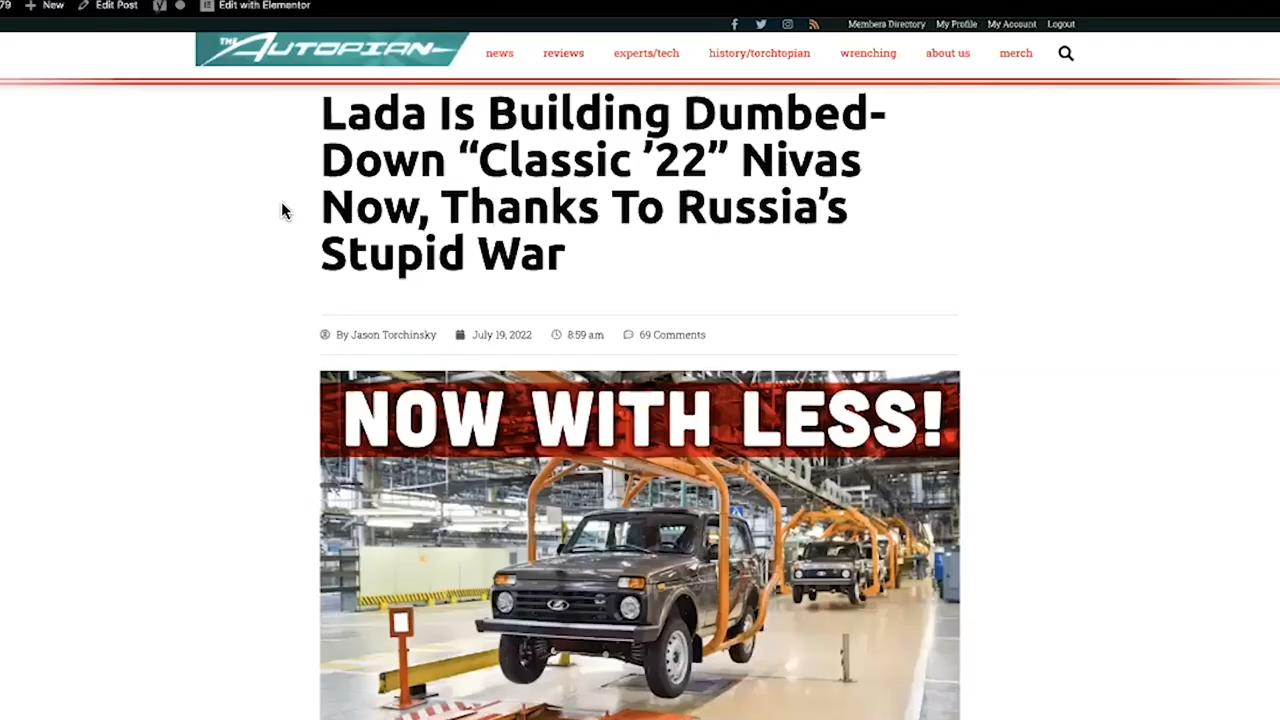 79 New Edit Post Edit with Elementor
Members Directory My Profile My Account Logout
THE AUTOPIAN
news reviews experts/tech history/torchtopian wrenching about us merch
Lada Is Building Dumbed-
Down “Classic ’22” Nivas
Now, Thanks To Russia’s
Stupid War
By Jason Torchinsky July 19, 2022 8:59 am 69 Comments
NOW WITH LESS!